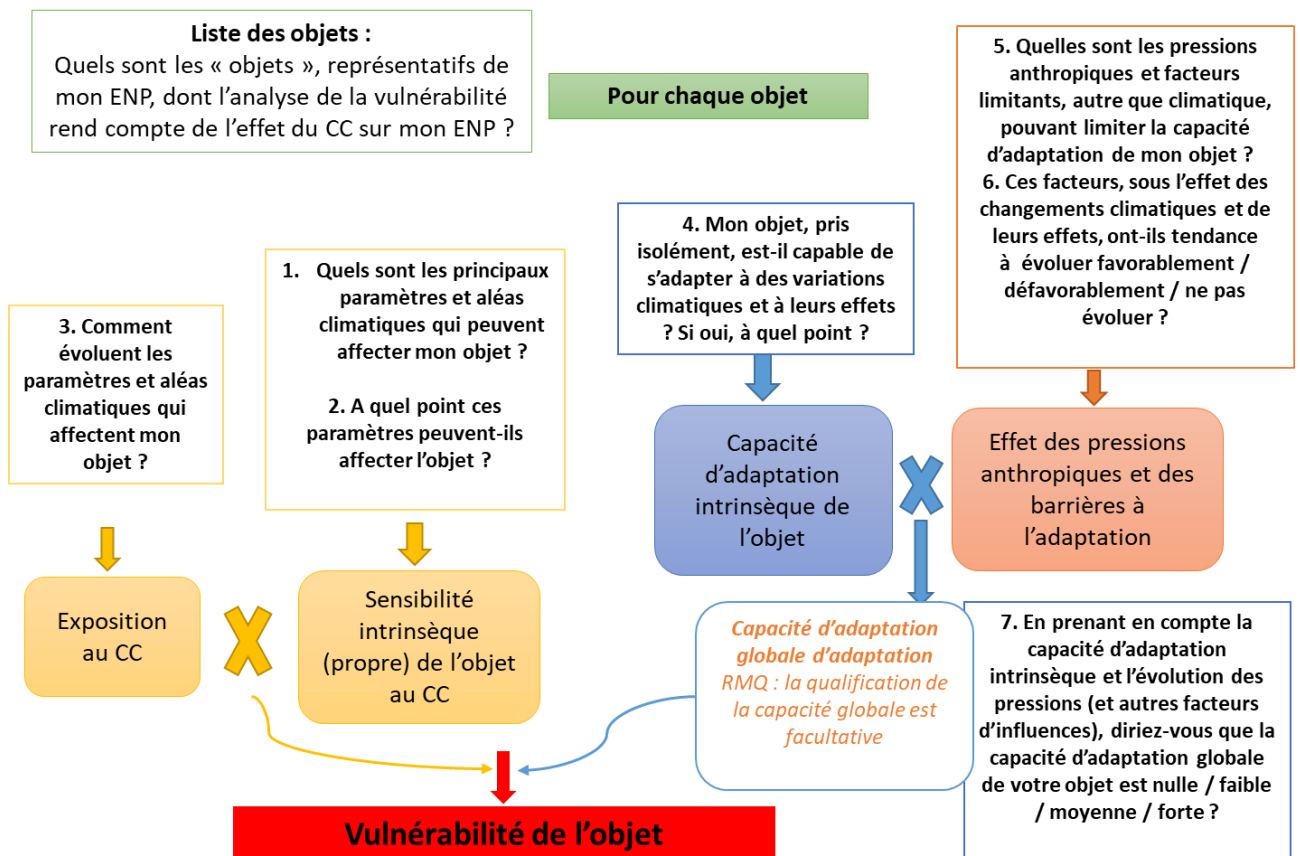 Liste des objets :
Quels sont les « objets », représentatifs de
mon ENP, dont l'analyse de la vulnérabilité
rend compte de l'effet du CC sur mon ENP ?
Pour chaque objet
3. Comment
évoluent les
paramètres et aléas
climatiques qui
affectent mon
objet ?
1. Quels sont les principaux
paramètres et aléas
climatiques qui peuvent
affecter mon objet ?
2. A quel point ces
paramètres peuvent-ils
affecter l'objet ?
4. Mon objet, pris
isolément, est-il capable de
s'adapter à des variations
climatiques et à leurs effets
? Si oui, à quel point ?
5. Quelles sont les pressions
anthropiques et facteurs
limitants, autre que climatique,
pouvant limiter la capacité
d'adaptation de mon objet ?
6. Ces facteurs, sous l'effet des
changements climatiques et de
leurs effets, ont-ils tendance
à évoluer favorablement /
défavorablement / ne pas
évoluer ?
Exposition
au CC
Sensibilité
intrinsèque
(propre) de l'objet
au CC
Capacité
d'adaptation
intrinsèque de
l'objet
Effet des pressions
anthropiques et des
barrières à
l'adaptation
Capacité d'adaptation
globale d'adaptation
RMQ : la qualification de
la capacité globale est
facultative
7. En prenant en compte la
capacité d'adaptation
intrinsèque et l'évolution des
pressions (et autres facteurs
d'influences), diriez-vous que la
capacité d'adaptation globale
de votre objet est nulle / faible
/ moyenne / forte ?
Vulnérabilité de l'objet